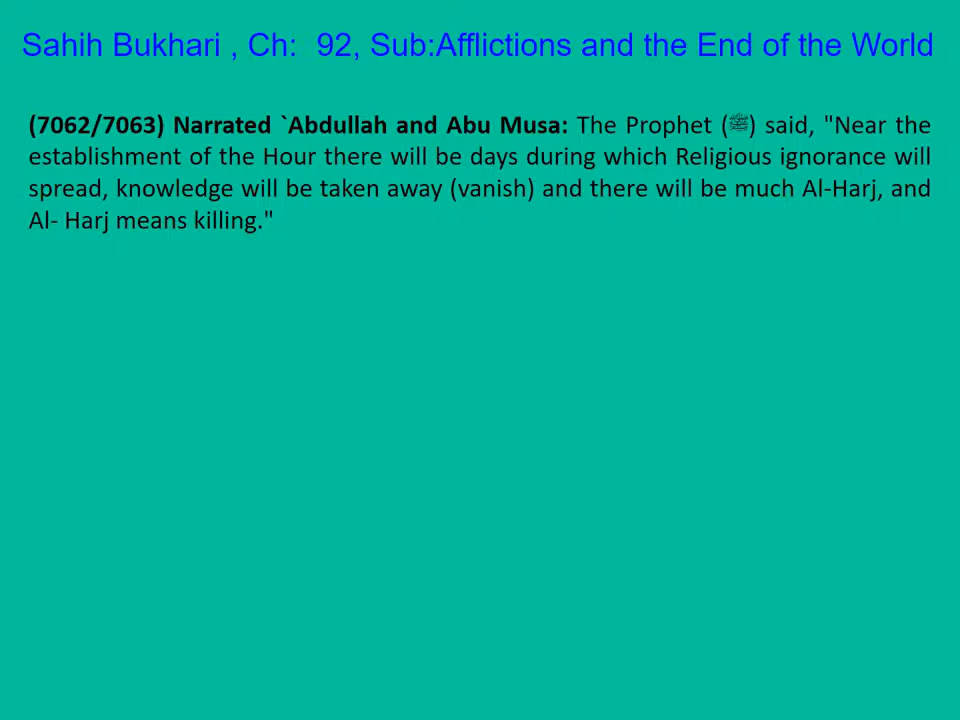 Sahih Bukhari , Ch:  92, Sub:Afflictions and the End of the World
(7062/7063) Narrated `Abdullah and Abu Musa: The Prophet (ﷺ) said, "Near the
establishment of the Hour there will be days during which Religious ignorance will
spread, knowledge will be taken away (vanish) and there will be much Al-Harj, and
Al- Harj means killing."